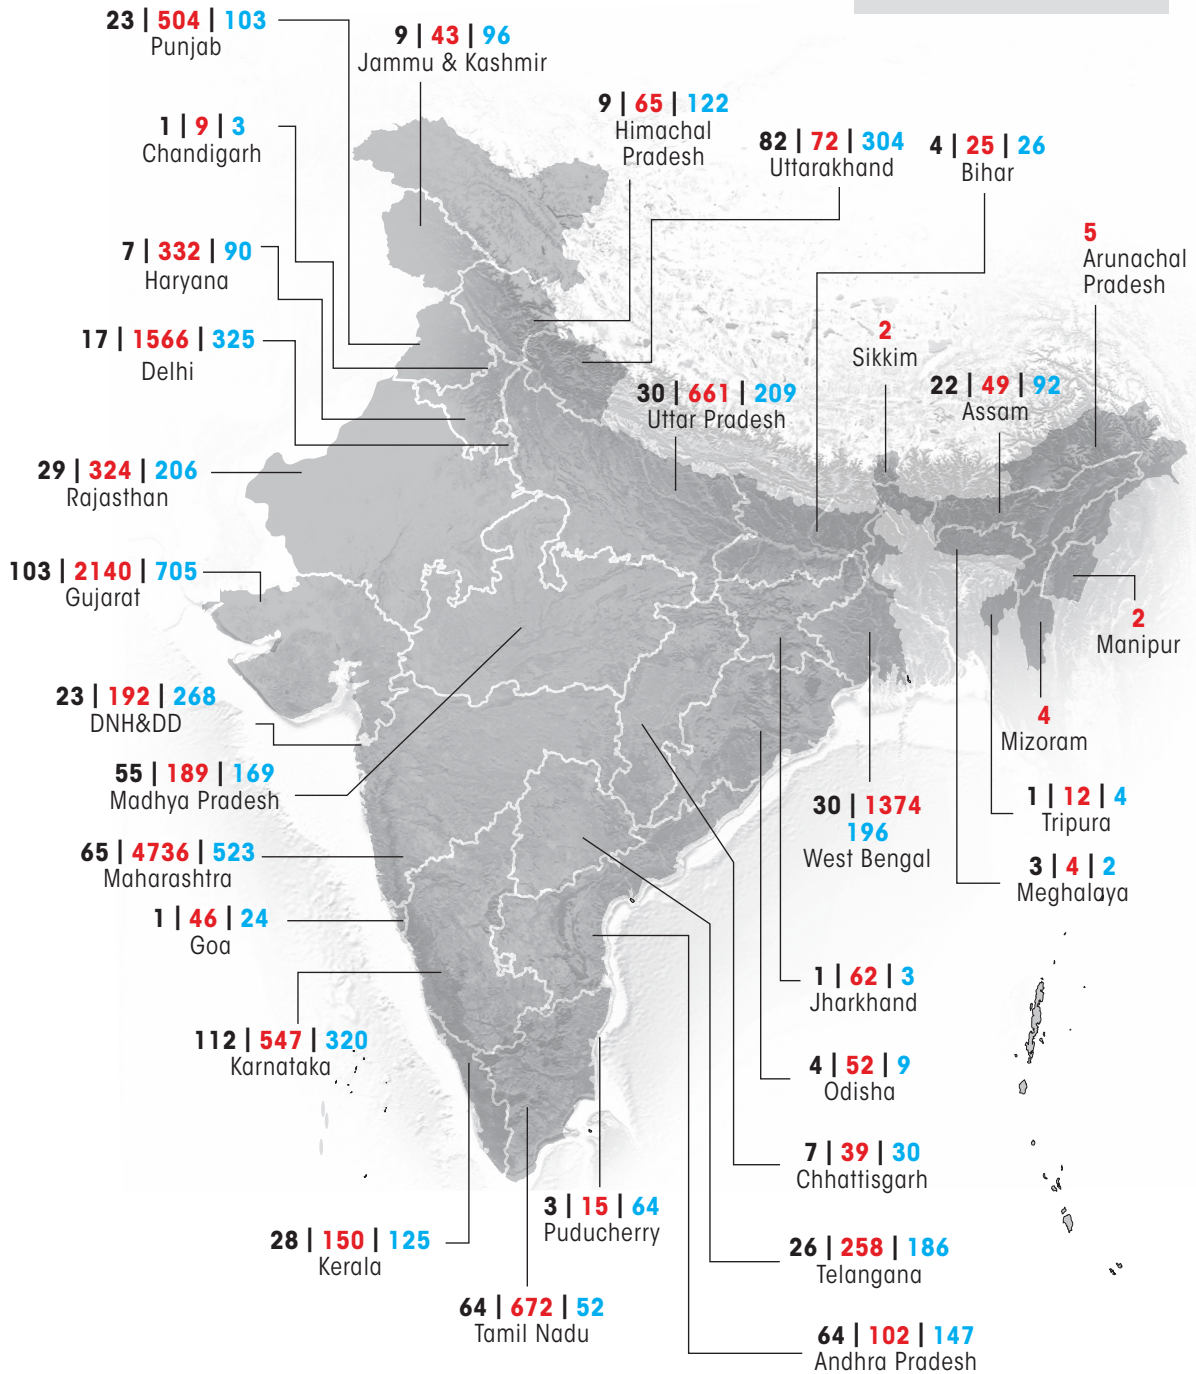 23 | 504 | 103
Punjab
9 | 43 | 96
Jammu & Kashmir
9 | 65 | 122
Himachal
Pradesh
82 | 72 | 304
Uttarakhand
4 | 25 | 26
Bihar
1 | 9 | 3
Chandigarh
5
Arunachal
Pradesh
7 | 332 | 90
Haryana
17 | 1566 | 325
Delhi
2
Sikkim
30 | 661 | 209
Uttar Pradesh
22 | 49 | 92
Assam
29 | 324 | 206
Rajasthan
103 | 2140 | 705
Gujarat
2
Manipur
23 | 192 | 268
DNH&DD
4
Mizoram
55 | 189 | 169
Madhya Pradesh
30 | 1374
196
West Bengal
1 | 12 | 4
Tripura
65 | 4736 | 523
Maharashtra
3 | 4 | 2
Meghalaya
1 | 46 | 24
Goa
1 | 62 | 3
Jharkhand
112 | 547 | 320
Karnataka
4 | 52 | 9
Odisha
7 | 39 | 30
Chhattisgarh
3 | 15 | 64
Puducherry
28 | 150 | 125
Kerala
26 | 258 | 186
Telangana
64 | 672 | 52
Tamil Nadu
64 | 102 | 147
Andhra Pradesh